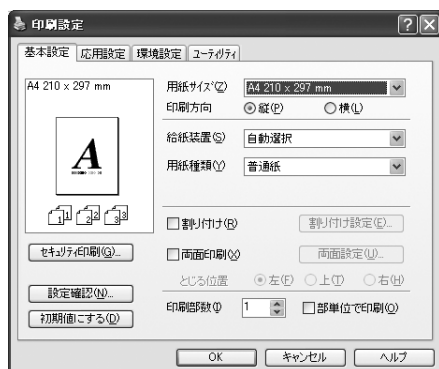 印刷設定
基本設定 応用設定 環境設定 ユーティリティ
A4 210 x 297 mm
用紙サイズ(Z) A4 210 x 297 mm
印刷方向 縦(P) 横(L)
給紙装置(S) 自動選択
用紙種類(Y) 普通紙
A
1 1 2 2 3 3
割り付け(R) 割り付け設定(E)...
セキュリティ印刷(G)... 両面印刷(X) 両面設定(U)...
とじる位置 左(F) 上(T) 右(H)
設定確認(N)...
印刷部数(I) 1 部単位で印刷(O)
初期値にする(D)
OK キャンセル ヘルプ